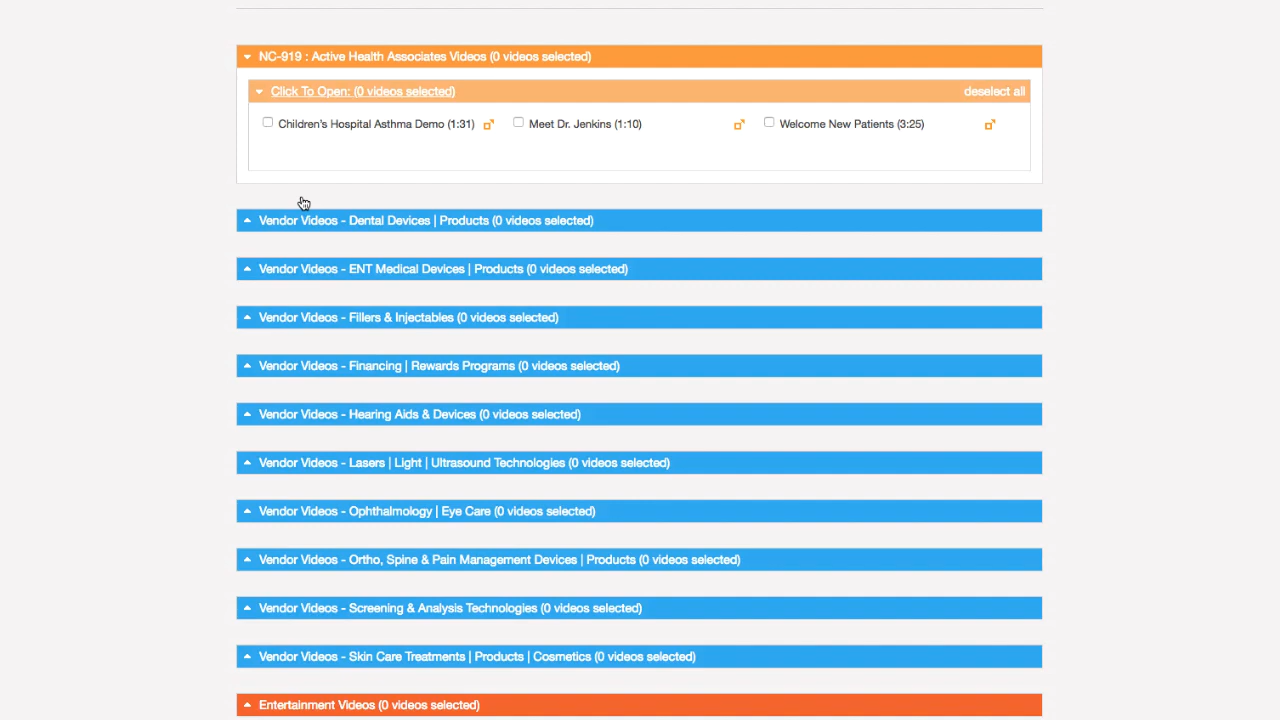 NC-919 : Active Health Associates Videos (0 videos selected)
Click To Open: (0 videos selected) deselect all
Children's Hospital Asthma Demo (1:31) Meet Dr. Jenkins (1:10) Welcome New Patients (3:25)
Vendor Videos - Dental Devices | Products (0 videos selected)
Vendor Videos - ENT Medical Devices | Products (0 videos selected)
Vendor Videos - Fillers & Injectables (0 videos selected)
Vendor Videos - Financing | Rewards Programs (0 videos selected)
Vendor Videos - Hearing Aids & Devices (0 videos selected)
Vendor Videos - Lasers | Light | Ultrasound Technologies (0 videos selected)
Vendor Videos - Ophthalmology | Eye Care (0 videos selected)
Vendor Videos - Ortho, Spine & Pain Management Devices | Products (0 videos selected)
Vendor Videos - Screening & Analysis Technologies (0 videos selected)
Vendor Videos - Skin Care Treatments | Products | Cosmetics (0 videos selected)
Entertainment Videos (0 videos selected)